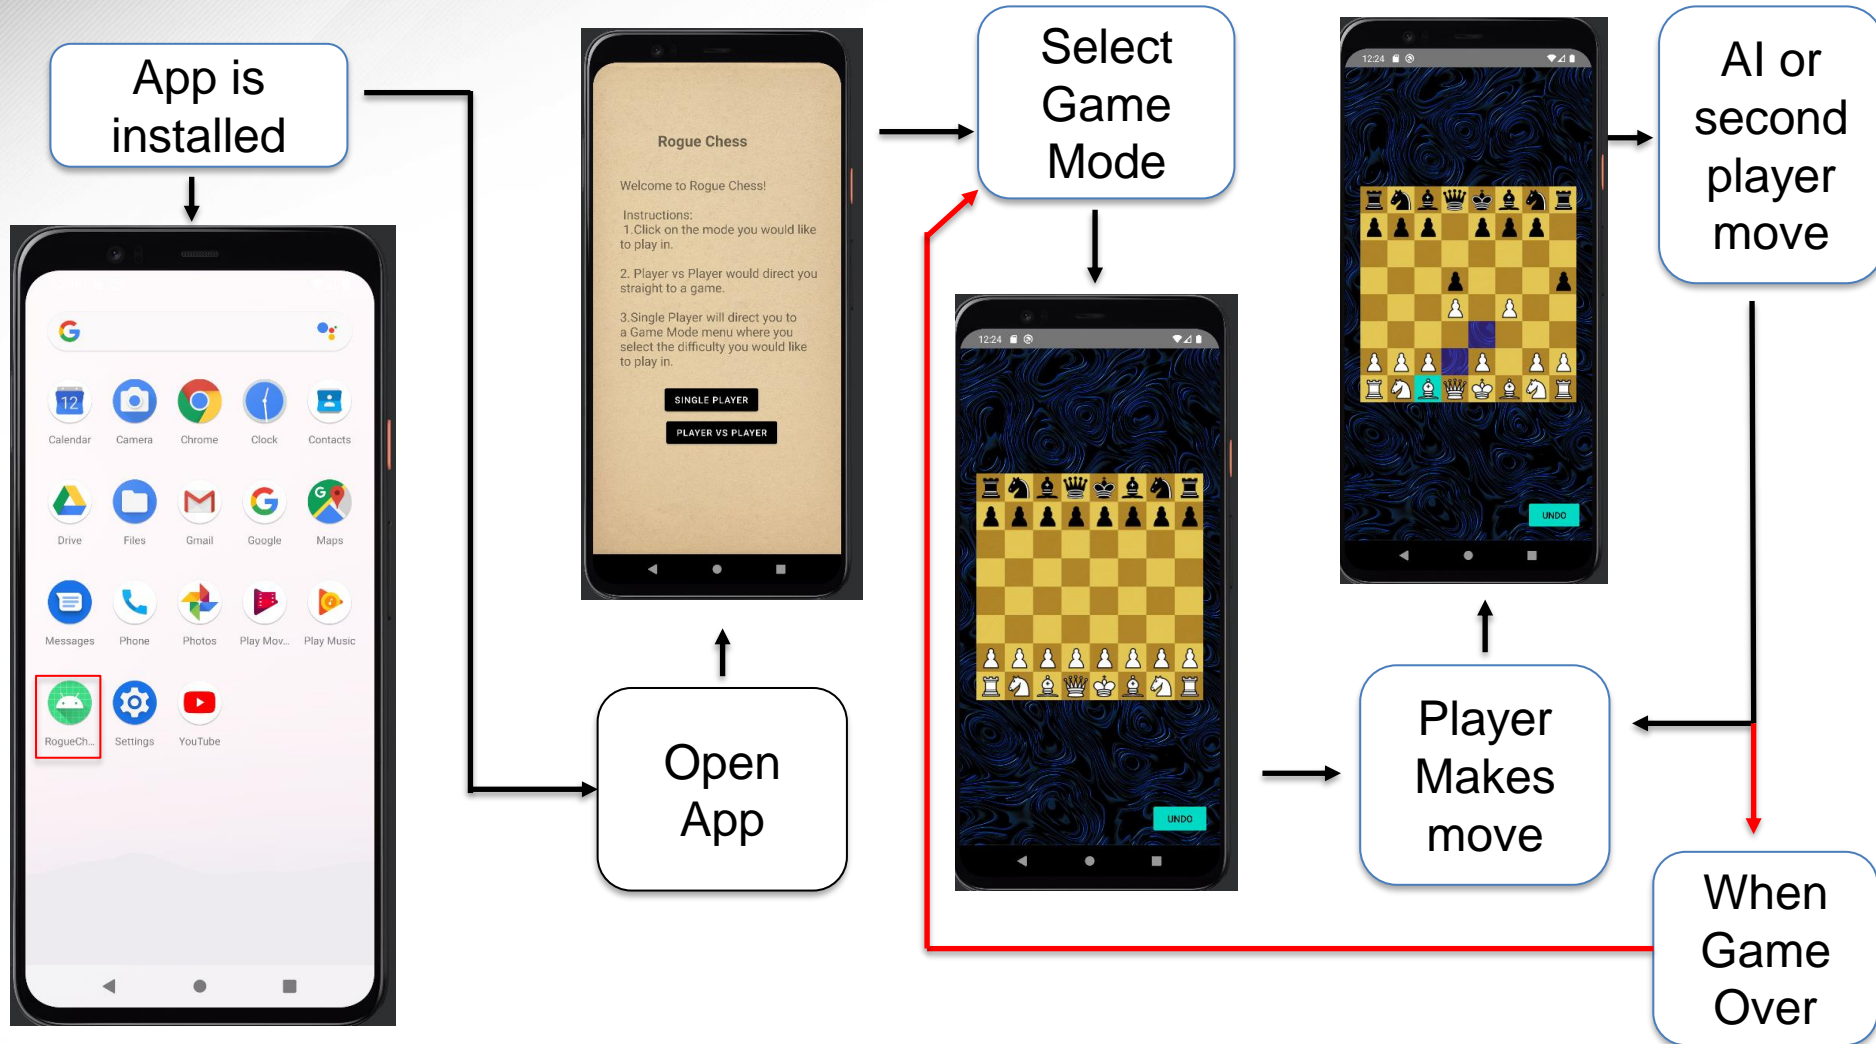 App is
installed
12
Calendar
Camera
Chrome
Clock
Contacts
Drive
Files
Gmail
Google
Maps
Messages
Phone
Photos
Play Mov...
Play Music
RogueCh...
Settings
YouTube
Open
App
Rogue Chess
Welcome to Rogue Chess!
Instructions:
1.Click on the mode you would like
to play in.
2. Player vs Player would direct you
straight to a game.
3.Single Player will direct you to
a Game Mode menu where you
select the difficulty you would like
to play in.
SINGLE PLAYER
PLAYER VS PLAYER
Select
Game
Mode
12:24
UNDO
Player
Makes
move
12:24
UNDO
AI or
second
player
move
When
Game
Over